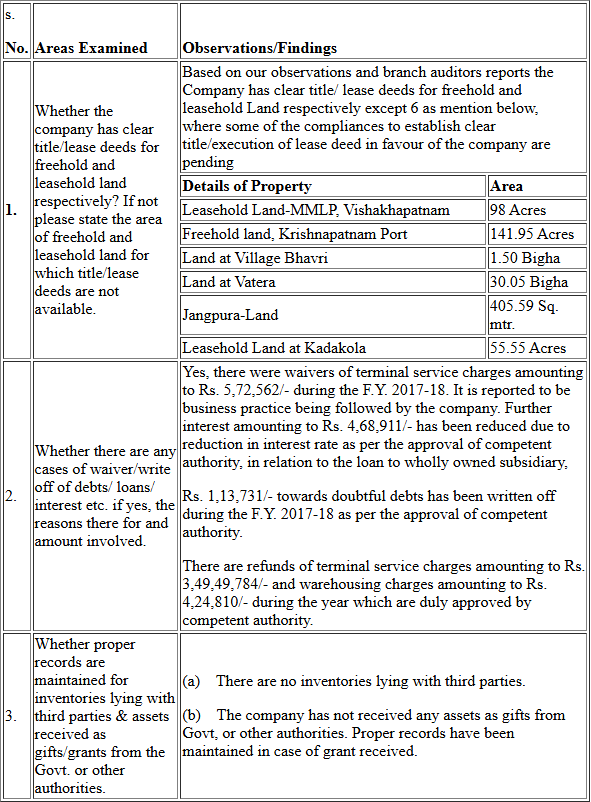 s.
No. Areas Examined Observations/Findings
1.
Whether the
company has clear
title/lease deeds for
freehold and
leasehold land
respectively? If not
please state the area
of freehold and
leasehold land for
which title/lease
deeds are not
available.
Based on our observations and branch auditors reports the
Company has clear title/ lease deeds for freehold and
leasehold Land respectively except 6 as mention below,
where some of the compliances to establish clear
title/execution of lease deed in favour of the company are
pending
Details of Property Area
Leasehold Land-MMLP, Vishakhapatnam 98 Acres
Freehold land, Krishnapatnam Port 141.95 Acres
Land at Village Bhavri 1.50 Bigha
Land at Vatera 30.05 Bigha
Jangpura-Land 405.59 Sq.
mtr.
Leasehold Land at Kadakola 55.55 Acres
2.
Whether there are any
cases of waiver/write
off of debts/ loans/
interest etc. if yes, the
reasons there for and
amount involved.
Yes, there were waivers of terminal service charges amounting
to Rs. 5,72,562/- during the F.Y. 2017-18. It is reported to be
business practice being followed by the company. Further
interest amounting to Rs. 4,68,911/- has been reduced due to
reduction in interest rate as per the approval of competent
authority, in relation to the loan to wholly owned subsidiary,
Rs. 1,13,731/- towards doubtful debts has been written off
during the F.Y. 2017-18 as per the approval of competent
authority.
There are refunds of terminal service charges amounting to Rs.
3,49,49,784/- and warehousing charges amounting to Rs.
4,24,810/- during the year which are duly approved by
competent authority.
3.
Whether proper
records are
maintained for
inventories lying with
third parties & assets
received as
gifts/grants from the
Govt. or other
authorities.
(a) There are no inventories lying with third parties.
(b) The company has not received any assets as gifts from
Govt, or other authorities. Proper records have been
maintained in case of grant received.